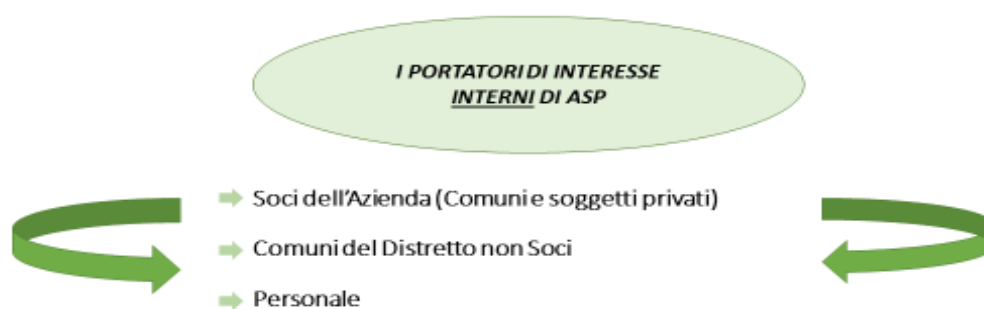 I PORTATORI DI INTERESSE
INTERNI DI ASP
Soci dell'Azienda (Comuni e soggetti privati)
Comuni del Distretto non Soci
Personale